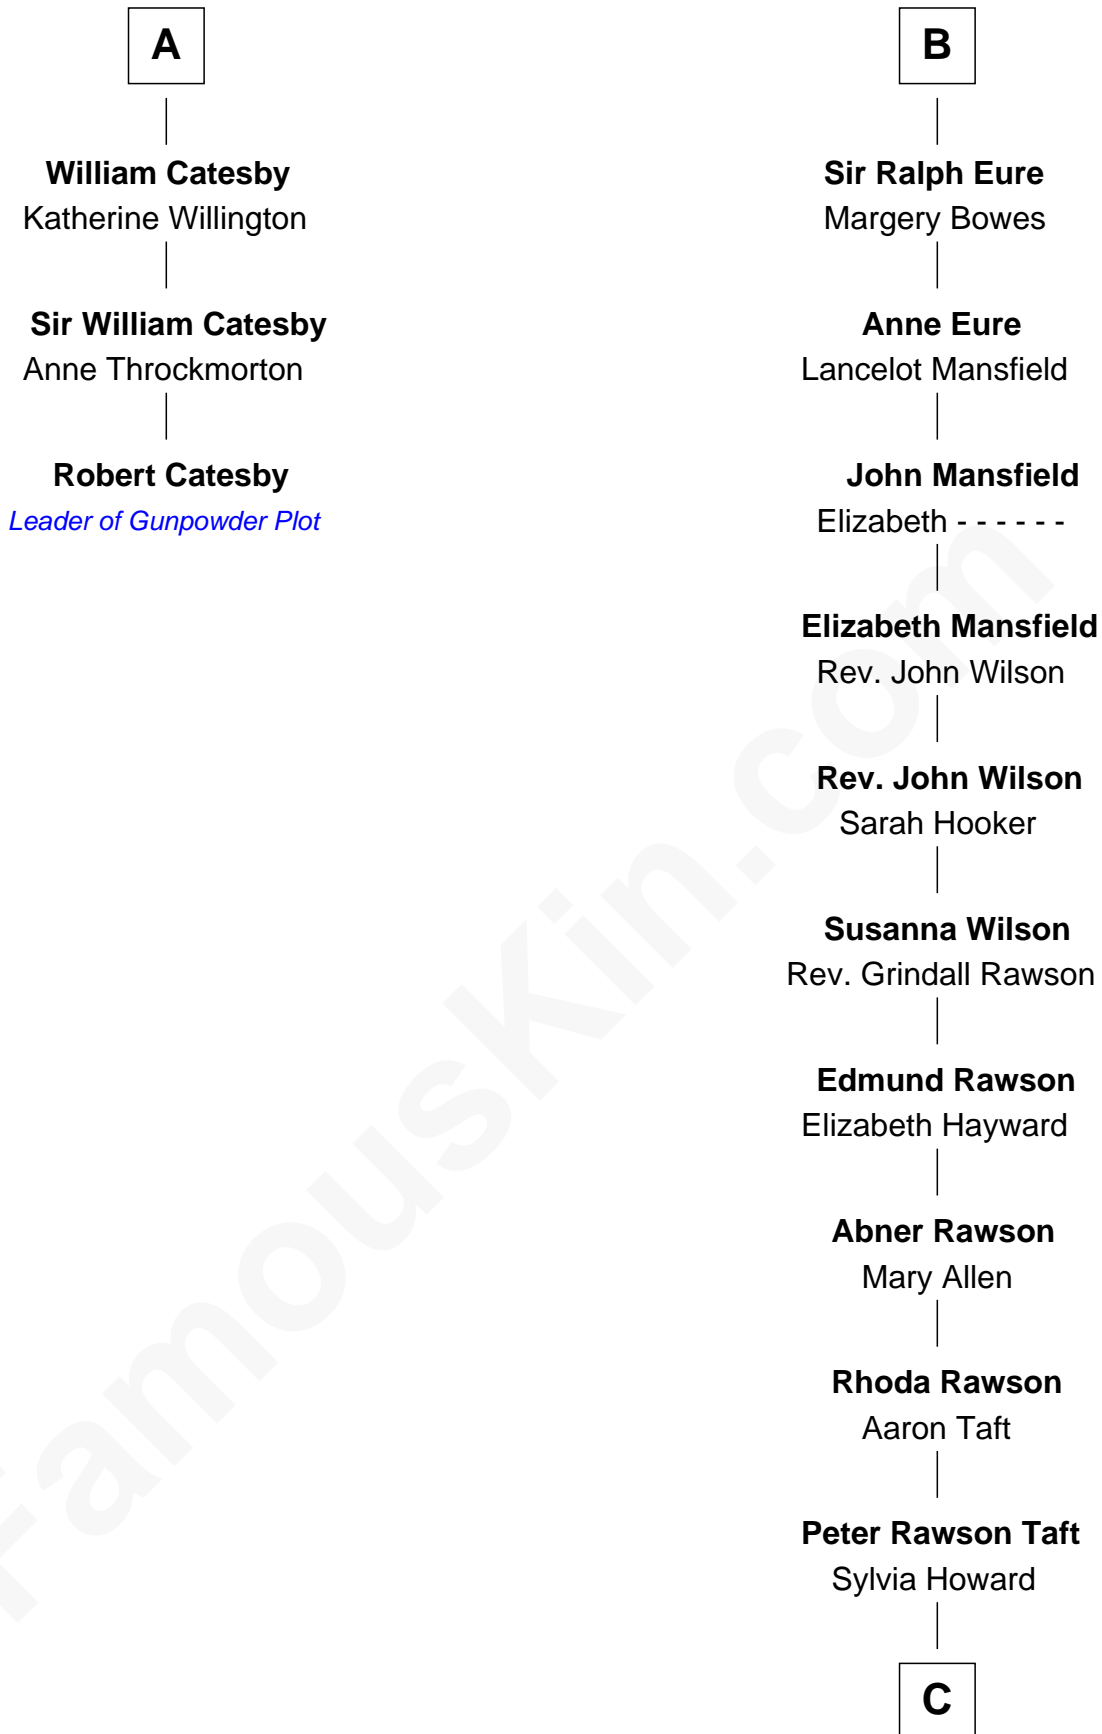 A
William Catesby
Katherine Willington
Sir William Catesby
Anne Throckmorton
Robert Catesby
Leader of Gunpowder Plot
B
Sir Ralph Eure
Margery Bowes
Anne Eure
Lancelot Mansfield
John Mansfield
Elizabeth - - - - - -
Elizabeth Mansfield
Rev. John Wilson
Rev. John Wilson
Sarah Hooker
Susanna Wilson
Rev. Grindall Rawson
Edmund Rawson
Elizabeth Hayward
Abner Rawson
Mary Allen
Rhoda Rawson
Aaron Taft
Peter Rawson Taft
Sylvia Howard
C
FamousKin.com